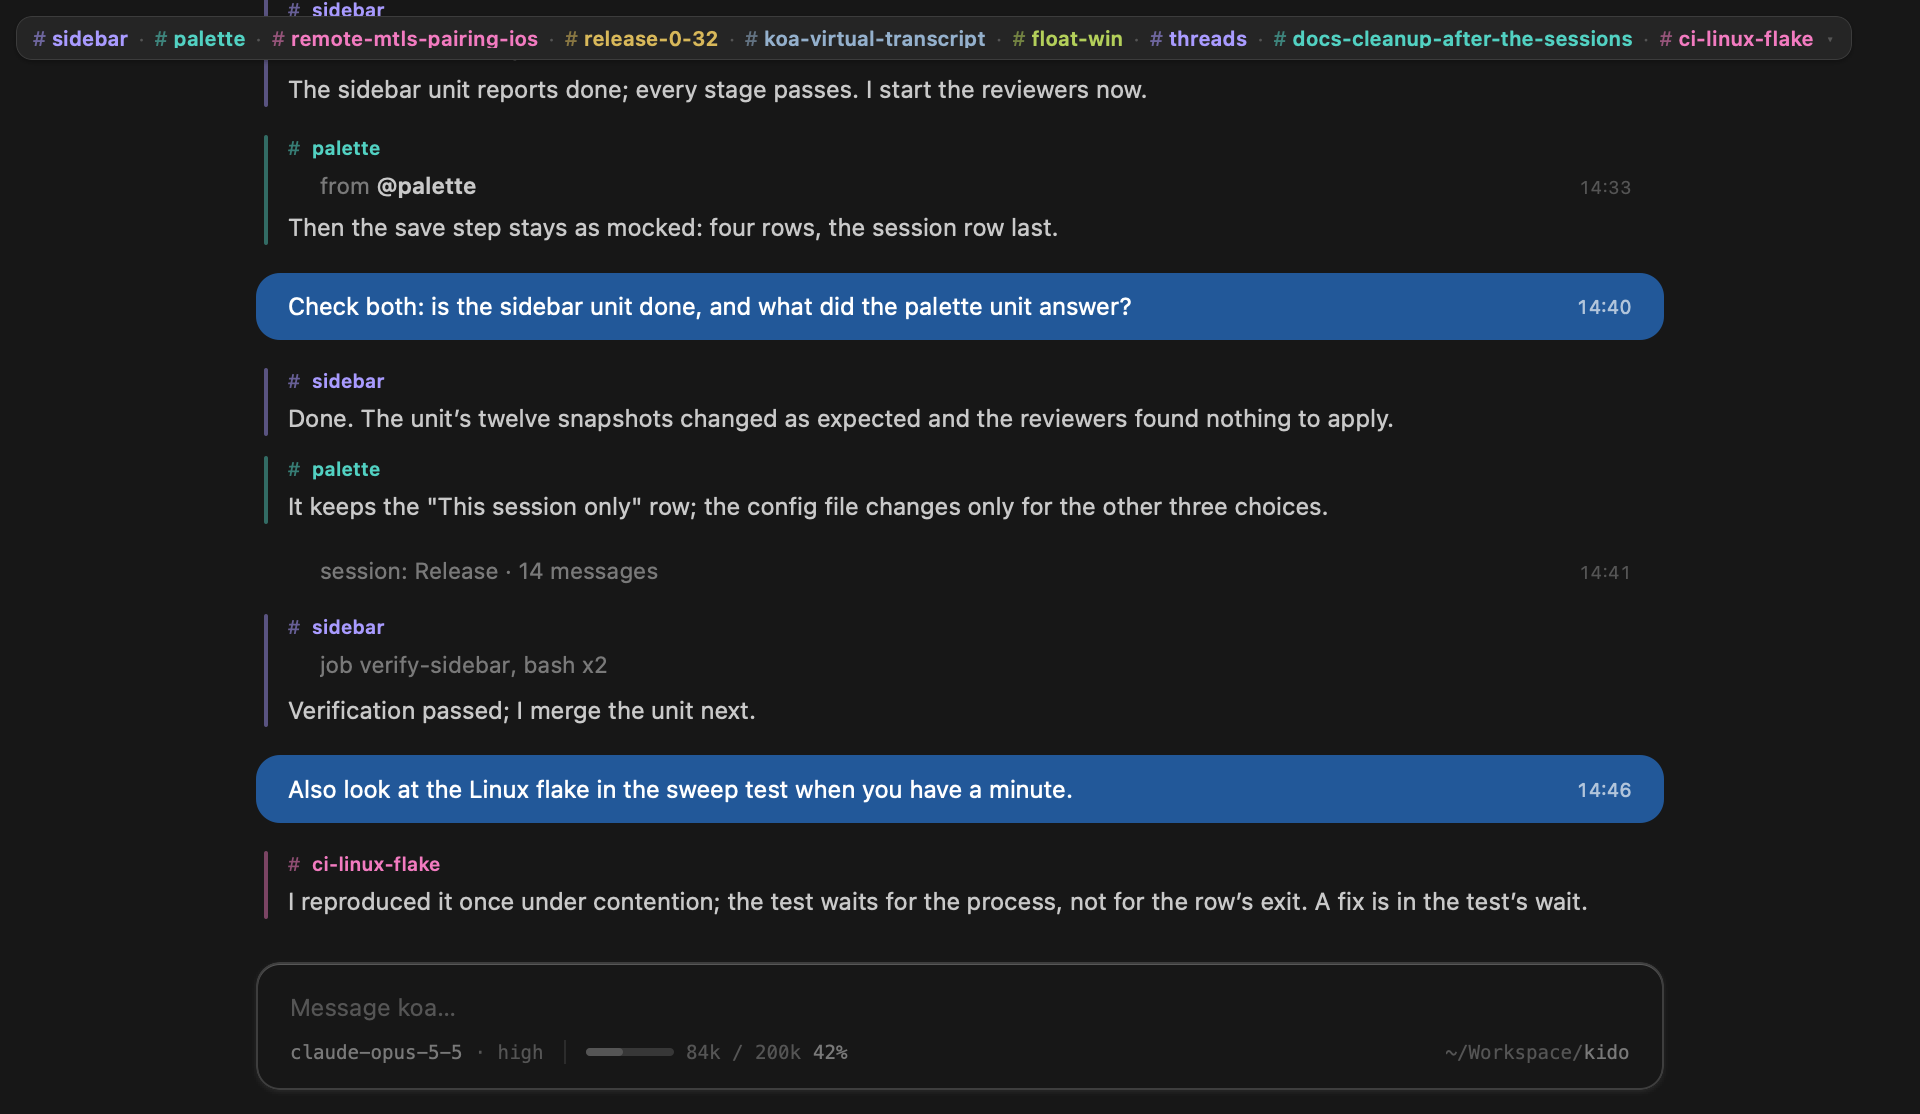 # sidebar
# sidebar · # palette · # remote-mtls-pairing-ios · # release-0-32 · # koa-virtual-transcript · # float-win · # threads · # docs-cleanup-after-the-sessions · # ci-linux-flake
The sidebar unit reports done; every stage passes. I start the reviewers now.
# palette
from @palette 14:33
Then the save step stays as mocked: four rows, the session row last.
Check both: is the sidebar unit done, and what did the palette unit answer? 14:40
# sidebar
Done. The unit’s twelve snapshots changed as expected and the reviewers found nothing to apply.
# palette
It keeps the "This session only" row; the config file changes only for the other three choices.
session: Release · 14 messages 14:41
# sidebar
job verify-sidebar, bash x2
Verification passed; I merge the unit next.
Also look at the Linux flake in the sweep test when you have a minute. 14:46
# ci-linux-flake
I reproduced it once under contention; the test waits for the process, not for the row’s exit. A fix is in the test’s wait.
Message koa…
claude-opus-5-5 · high 84k / 200k 42% ~/Workspace/kido